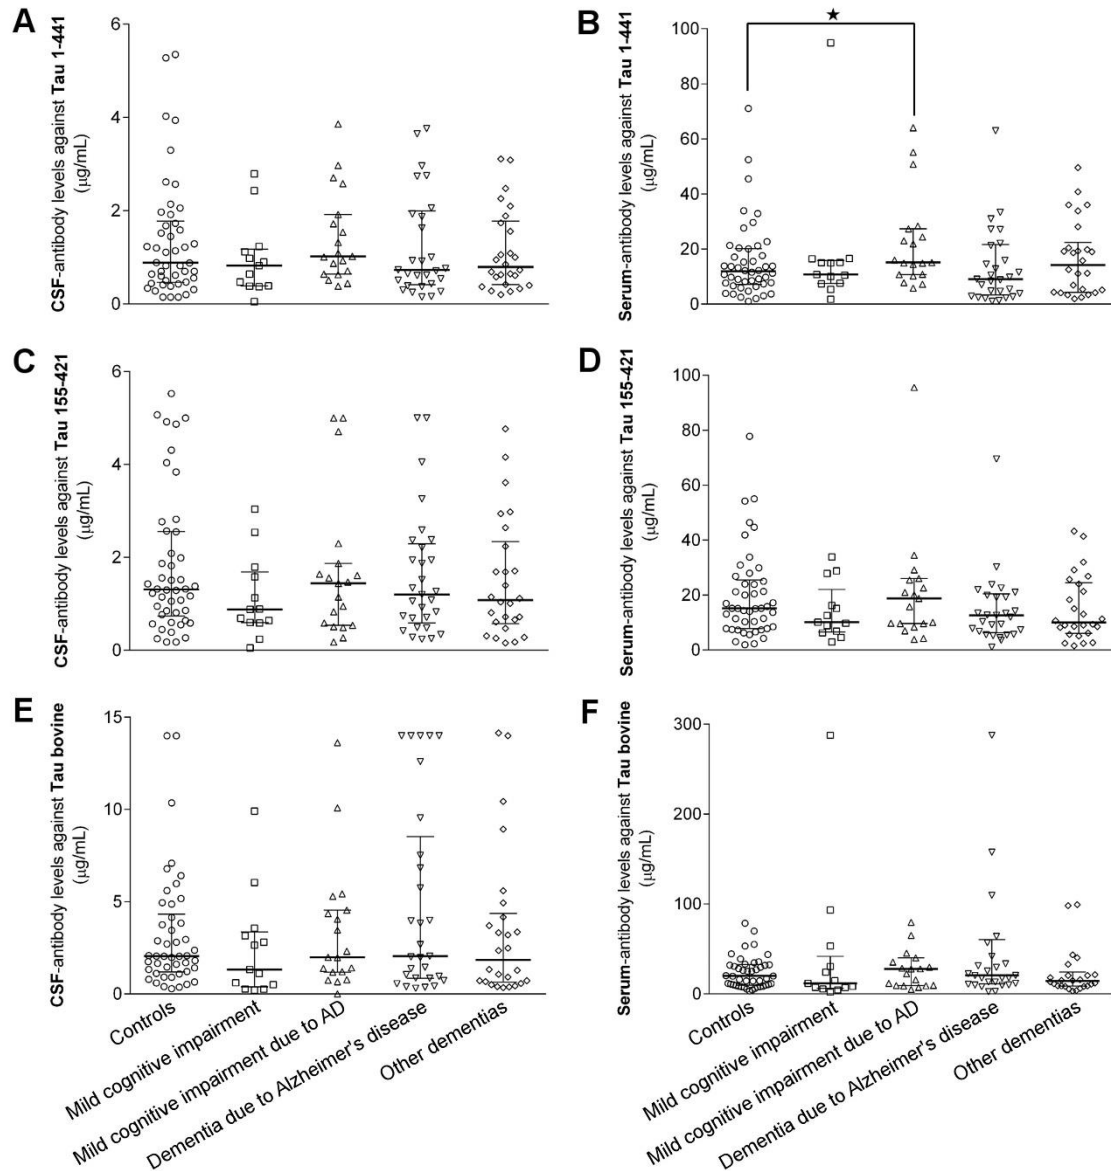 A
CSF-antibody levels against Tau 1-441
(μg/mL)
6
4
2
0
B
★
Serum-antibody levels against Tau 1-441
(μg/mL)
100
80
60
40
20
0
C
CSF-antibody levels against Tau 155-421
(μg/mL)
6
4
2
0
D
Serum-antibody levels against Tau 155-421
(μg/mL)
100
80
60
40
20
0
E
CSF-antibody levels against Tau bovine
(μg/mL)
15
10
5
0
Controls
Mild cognitive impairment
Mild cognitive impairment due to AD
Dementia due to Alzheimer's disease
Other dementias
F
Serum-antibody levels against Tau bovine
(μg/mL)
300
200
100
0
Controls
Mild cognitive impairment
Mild cognitive impairment due to AD
Dementia due to Alzheimer's disease
Other dementias